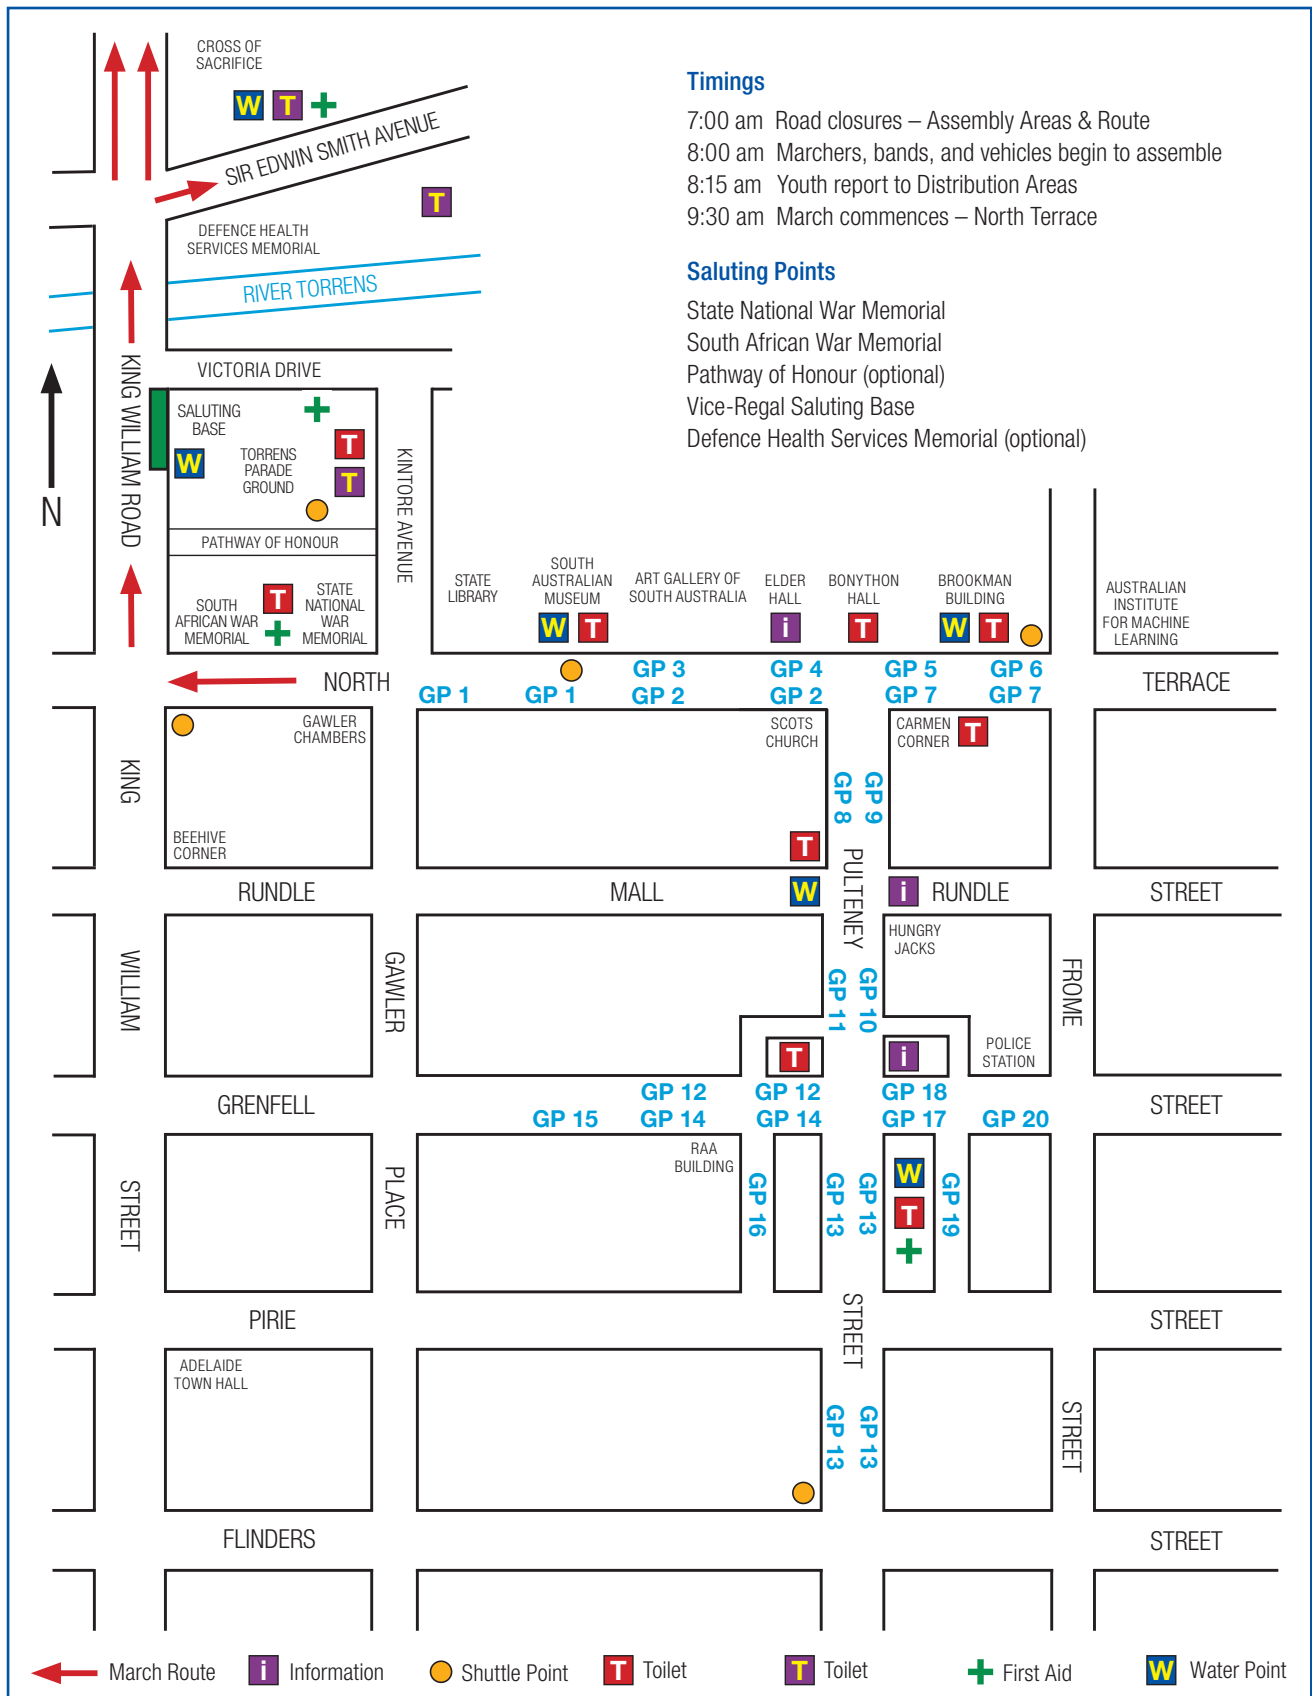 CROSS OF
SACRIFICE
W T
SIR EDWIN SMITH AVENUE
T
DEFENCE HEALTH
SERVICES MEMORIAL
RIVER TORRENS
VICTORIA DRIVE
Timings
7:00 am Road closures – Assembly Areas & Route
8:00 am Marchers, bands, and vehicles begin to assemble
8:15 am Youth report to Distribution Areas
9:30 am March commences – North Terrace
Saluting Points
State National War Memorial
South African War Memorial
Pathway of Honour (optional)
Vice-Regal Saluting Base
Defence Health Services Memorial (optional)
N
KING WILLIAM ROAD
SALUTING
BASE
W
TORRENS
PARADE
GROUND
T
T
PATHWAY OF HONOUR
KINTORE AVENUE
SOUTH
AFRICAN WAR
MEMORIAL
T
STATE
NATIONAL
WAR
MEMORIAL
STATE
LIBRARY
SOUTH
AUSTRALIAN
MUSEUM
W T
ART GALLERY OF
SOUTH AUSTRALIA
ELDER
HALL
i
BONYTHON
HALL
T
BROOKMAN
BUILDING
W T
AUSTRALIAN
INSTITUTE
FOR MACHINE
LEARNING
NORTH
TERRACE
GP 3
GP 4
GP 5
GP 6
GP 1
GP 1
GP 2
GP 2
GP 7
GP 7
GAWLER
CHAMBERS
SCOTS
CHURCH
CARMEN
CORNER
T
KING
GP 8
GP 9
BEEHIVE
CORNER
T
RUNDLE
MALL
W
PULTENEY
i
RUNDLE
STREET
WILLIAM
GAWLER
HUNGRY
JACKS
FROME
GP 11
GP 10
T
i
POLICE
STATION
GRENFELL
GP 12
GP 12
GP 18
STREET
GP 15
GP 14
GP 14
GP 17
GP 20
RAA
BUILDING
STREET
PLACE
GP 16
GP 13
GP 13
W
T
GP 19
PIRIE
STREET
STREET
ADELAIDE
TOWN HALL
GP 13
GP 13
STREET
FLINDERS
STREET
March Route
i Information
Shuttle Point
T Toilet
T Toilet
First Aid
W Water Point